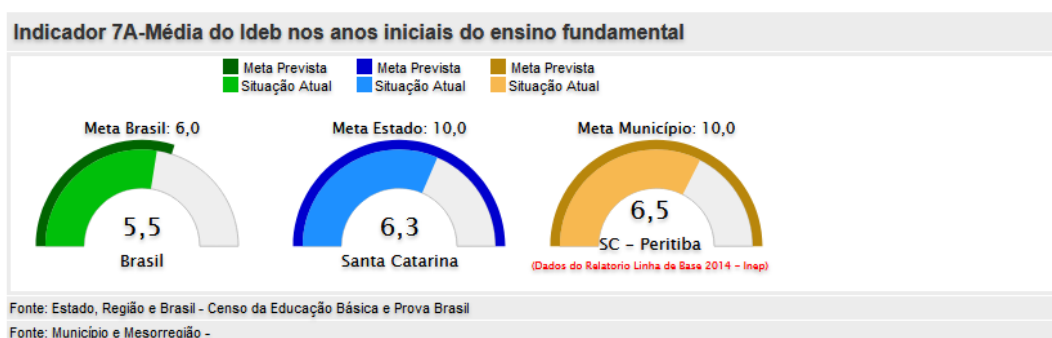 Indicador 7A-Média do Ideb nos anos iniciais do ensino fundamental
Meta Prevista Meta Prevista Meta Prevista
Situação Atual Situação Atual Situação Atual
Meta Brasil: 6,0 Meta Estado: 10,0 Meta Município: 10,0
5,5 6,3 6,5
Brasil Santa Catarina SC – Peritiba
(Dados do Relatorio Linha de Base 2014 – Inep)
Fonte: Estado, Região e Brasil - Censo da Educação Básica e Prova Brasil
Fonte: Município e Mesorregião -